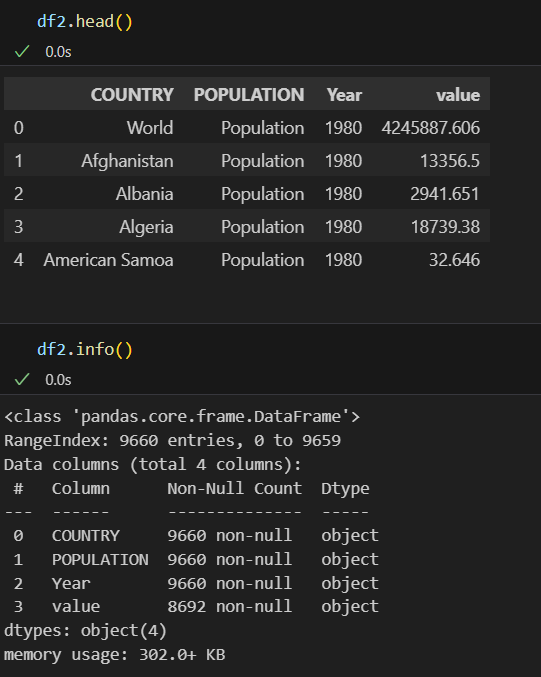 df2.head()
0.0s
COUNTRY POPULATION Year value
0 World Population 1980 4245887.606
1 Afghanistan Population 1980 13356.5
2 Albania Population 1980 2941.651
3 Algeria Population 1980 18739.38
4 American Samoa Population 1980 32.646
df2.info()
0.0s
<class 'pandas.core.frame.DataFrame'>
RangeIndex: 9660 entries, 0 to 9659
Data columns (total 4 columns):
 #   Column      Non-Null Count  Dtype
---  ------      --------------  -----
 0   COUNTRY     9660 non-null   object
 1   POPULATION  9660 non-null   object
 2   Year        9660 non-null   object
 3   value       8692 non-null   object
dtypes: object(4)
memory usage: 302.0+ KB